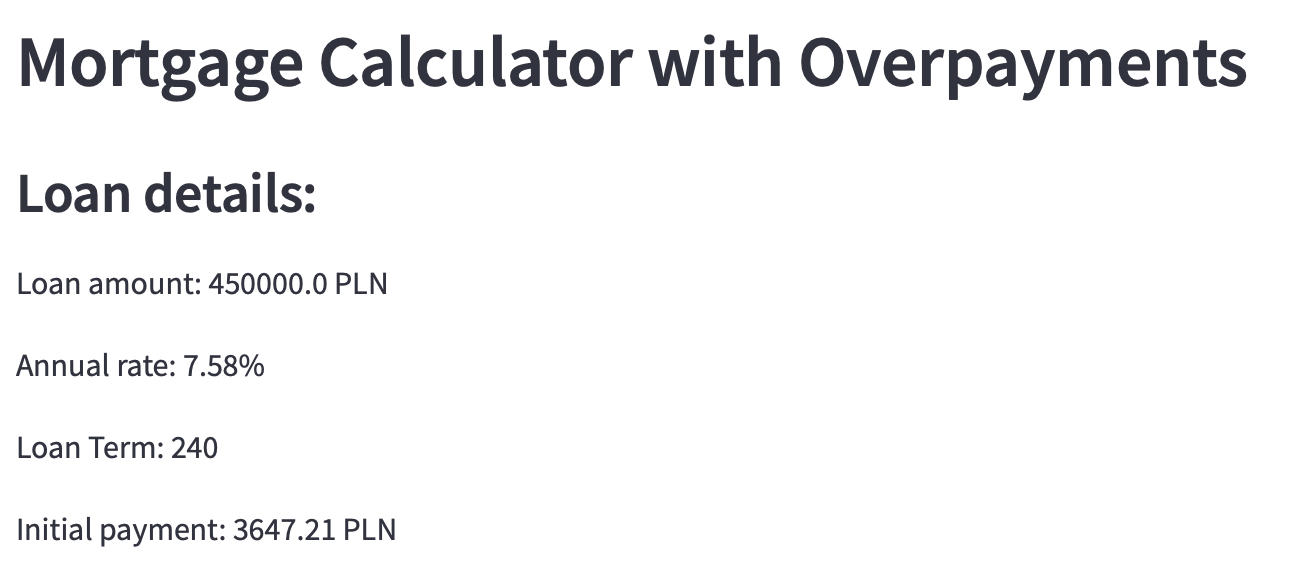 Mortgage Calculator with Overpayments
Loan details:
Loan amount: 450000.0 PLN
Annual rate: 7.58%
Loan Term: 240
Initial payment: 3647.21 PLN